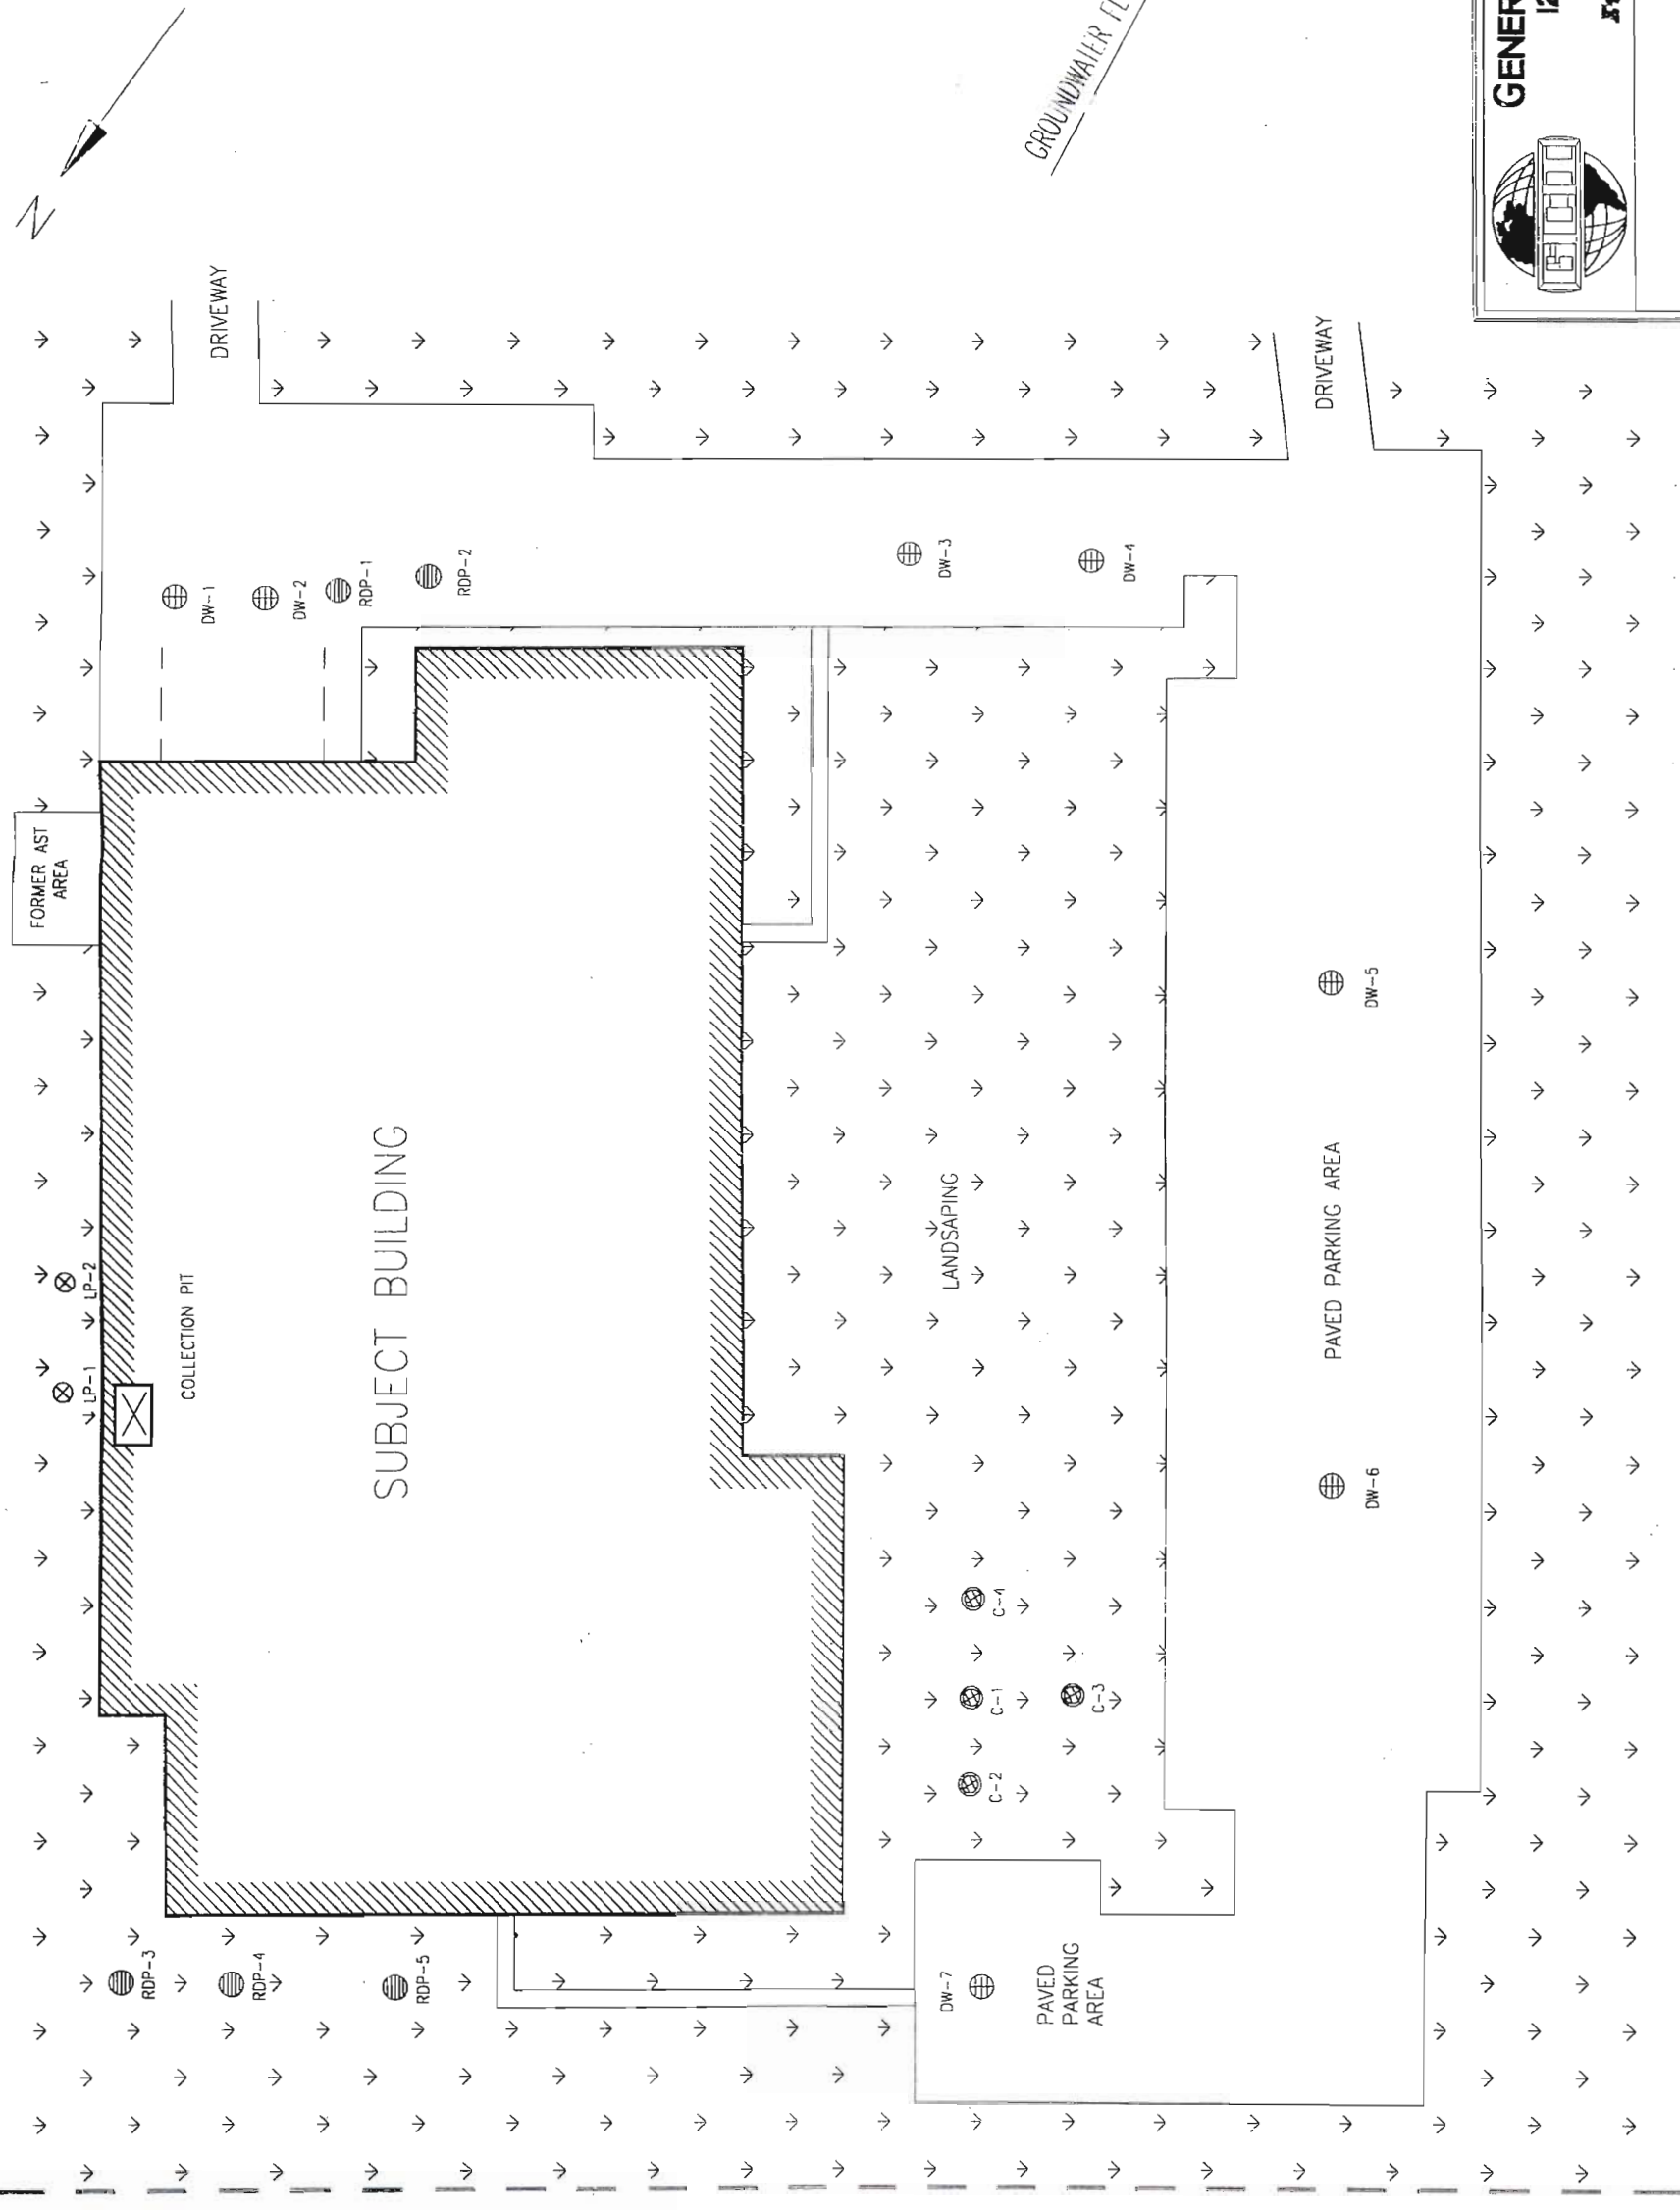 N
DRIVEWAY
GROUNDWATER
GENER
DRIVEWAY
DW-1
DW-2
RDP-1
RDP-2
DW-3
DW-4
FORMER AST
AREA
DW-5
LP-2
LP-1
COLLECTION PIT
SUBJECT BUILDING
LANDSAPING
PAVED PARKING AREA
DW-6
C-4
C-1
C-3
C-2
RDP-3
RDP-4
RDP-5
DW-7
PAVED
PARKING
AREA